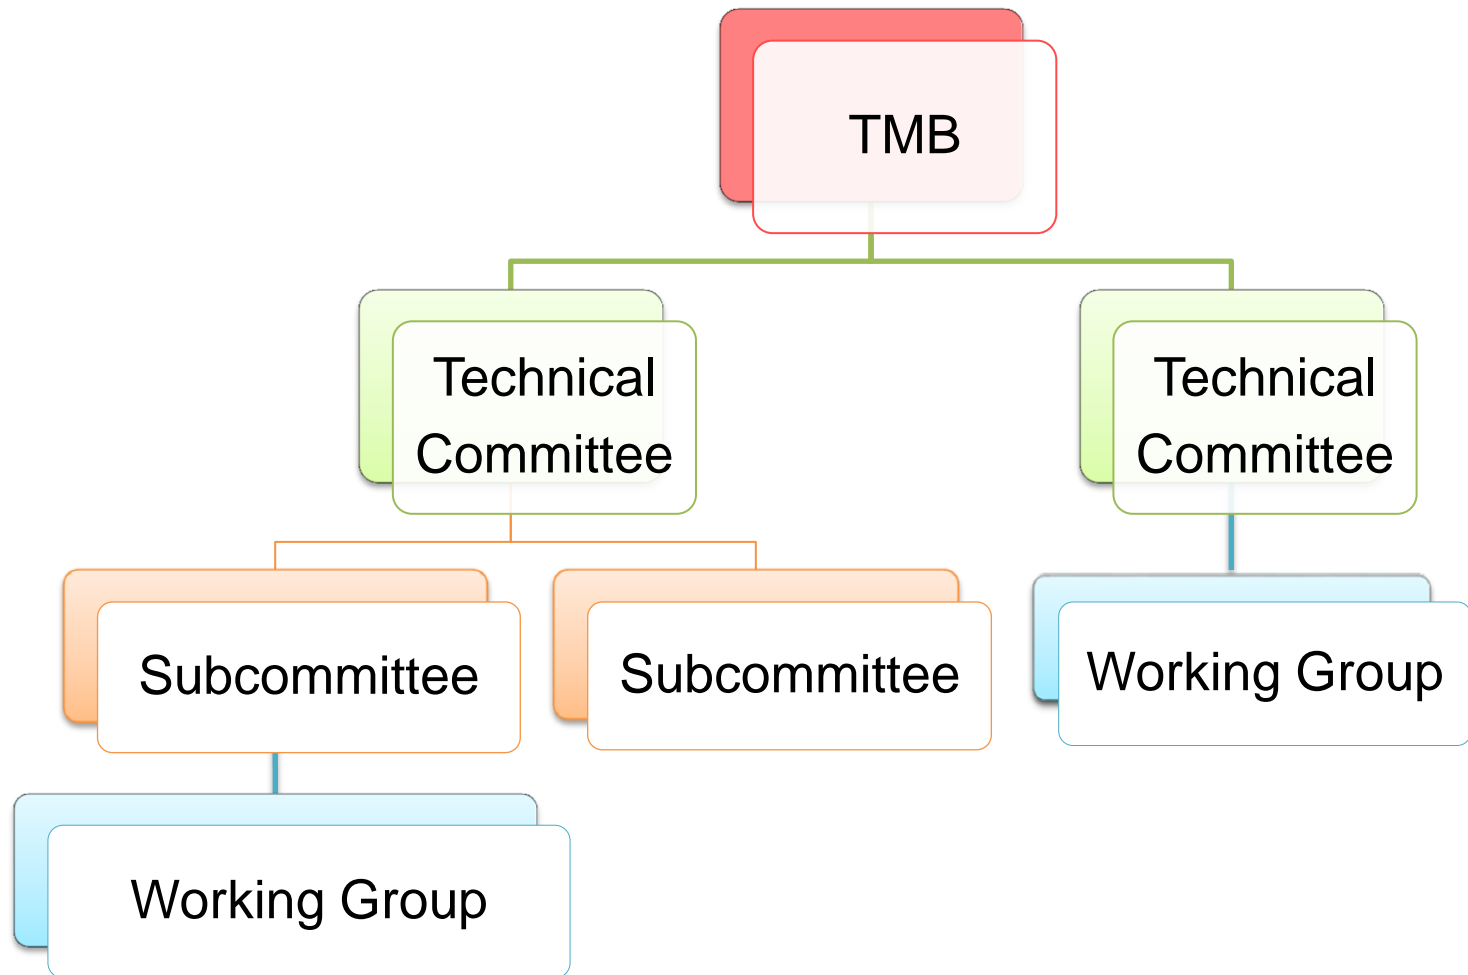 TMB
Technical
Committee
Technical
Committee
Subcommittee
Subcommittee
Working Group
Working Group